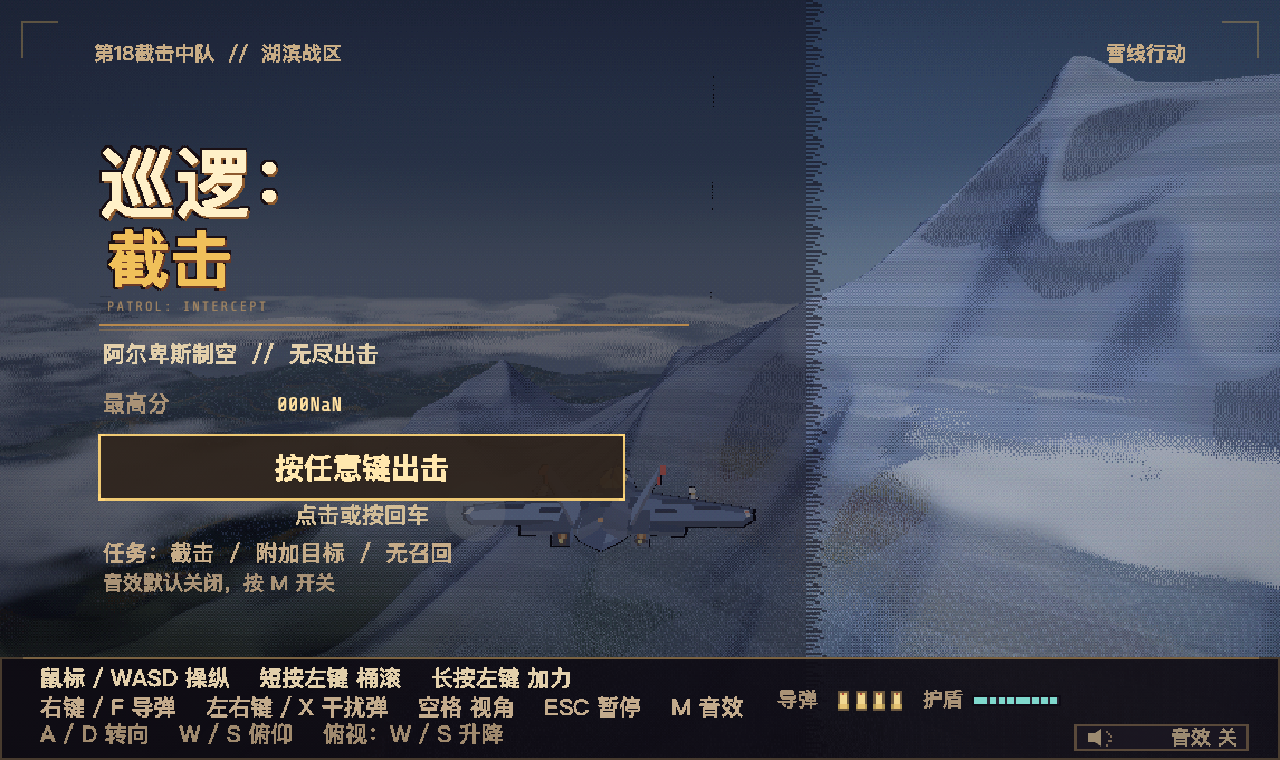 第18截击中队 // 湖滨战区
雪线行动
巡逻：
截击
PATROL: INTERCEPT
阿尔卑斯制空 // 无尽出击
最高分 000NaN
按任意键出击
点击或按回车
任务：截击 / 附加目标 / 无召回
音效默认关闭，按 M 开关
鼠标 / WASD 操纵 短按左键 桶滚 长按左键 加力
右键 / F 导弹 左右键 / X 干扰弹 空格 视角 ESC 暂停 M 音效
A / D 转向 W / S 俯仰 俯视：W / S 升降
导弹 护盾
音效 关